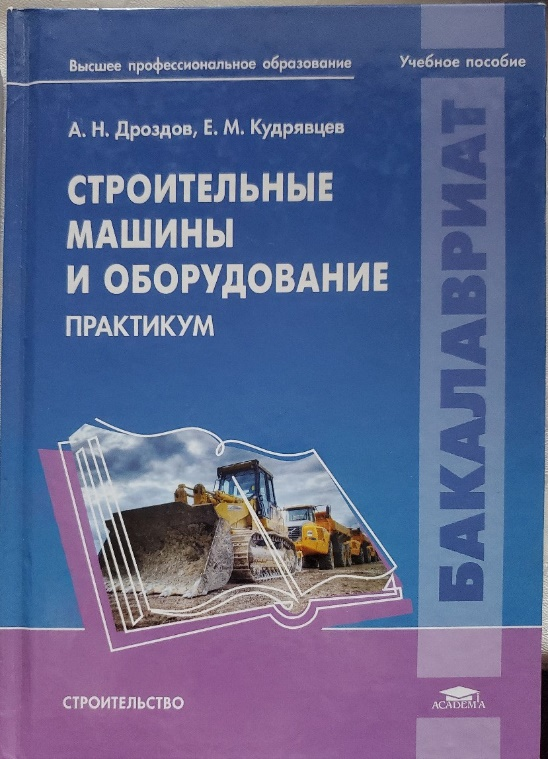 Высшее профессиональное образование
Учебное пособие
А. Н. Дроздов, Е. М. Кудрявцев
СТРОИТЕЛЬНЫЕ
МАШИНЫ
И ОБОРУДОВАНИЕ
ПРАКТИКУМ
БАКАЛАВРИАТ
СТРОИТЕЛЬСТВО
ACADEMA